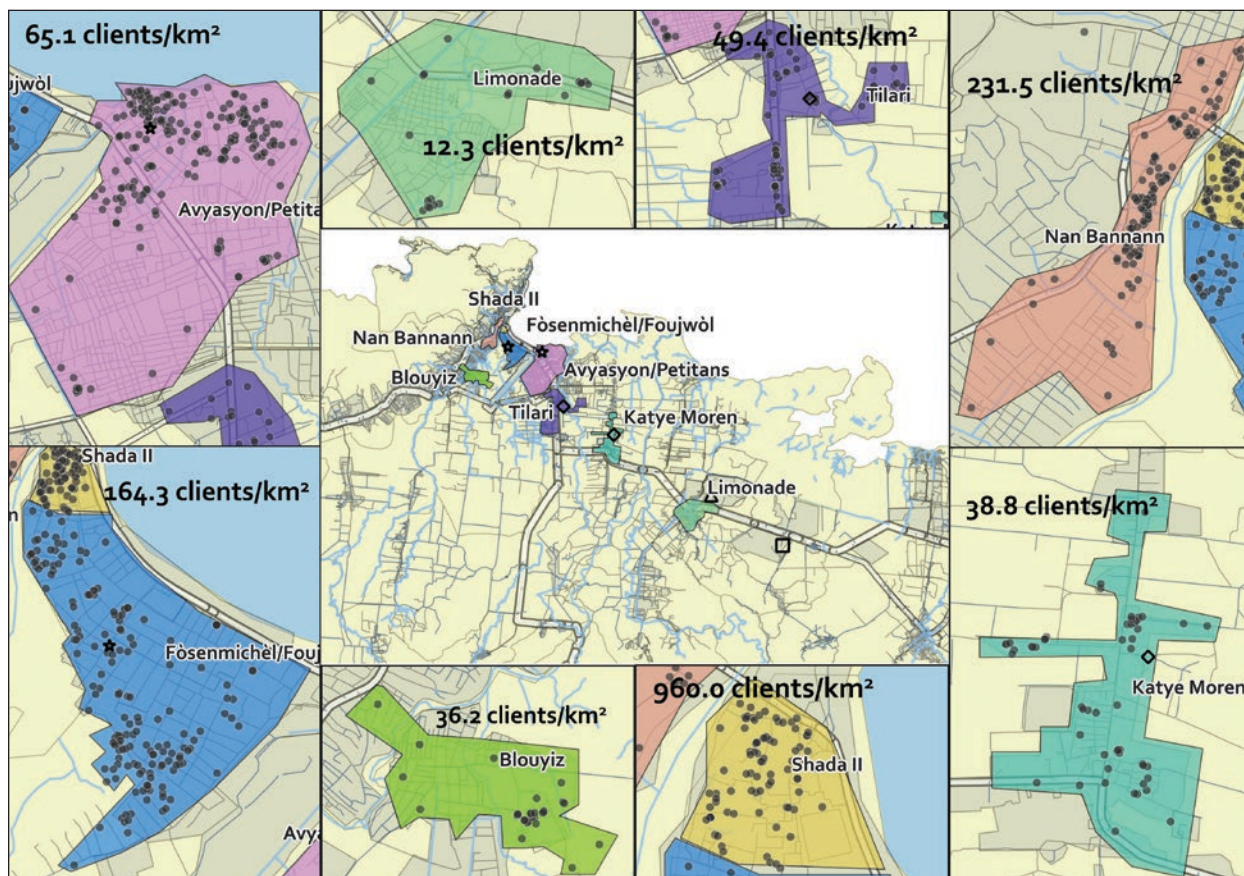 65.1 clients/km²
ujwòl
Avyasyon/Petitan
Limonade
12.3 clients/km²
49.4 clients/km²
Tilari
231.5 clients/km²
Nan Bannann
Shada II
Fòsenmichèl/Foujwòl
Nan Bannann
Avyasyon/Petitans
Blouyiz
Tilari
Katye Moren
Limonade
Shada II
164.3 clients/km²
n
Fòsenmichèl/Fouj
Avya
36.2 clients/km²
Blouyiz
960.0 clients/km²
Shada II
38.8 clients/km²
Katye Moren